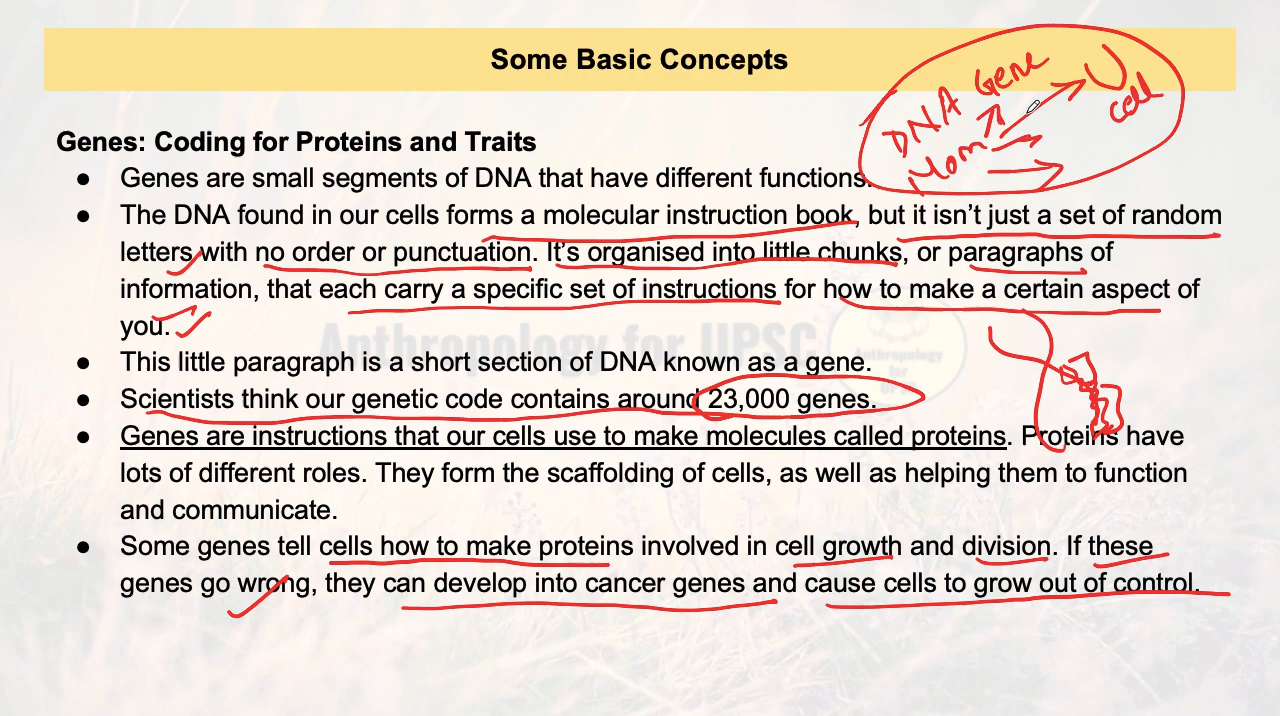 Some Basic Concepts
DNA Gene
Mom
U
cell
Genes: Coding for Proteins and Traits
● Genes are small segments of DNA that have different functions.
● The DNA found in our cells forms a molecular instruction book, but it isn’t just a set of random
letters with no order or punctuation. It’s organised into little chunks, or paragraphs of
information, that each carry a specific set of instructions for how to make a certain aspect of
you.
Anthropology for UPSC
Anthropology
for
UPSC
● This little paragraph is a short section of DNA known as a gene.
● Scientists think our genetic code contains around 23,000 genes.
● Genes are instructions that our cells use to make molecules called proteins. Proteins have
lots of different roles. They form the scaffolding of cells, as well as helping them to function
and communicate.
● Some genes tell cells how to make proteins involved in cell growth and division. If these
genes go wrong, they can develop into cancer genes and cause cells to grow out of control.